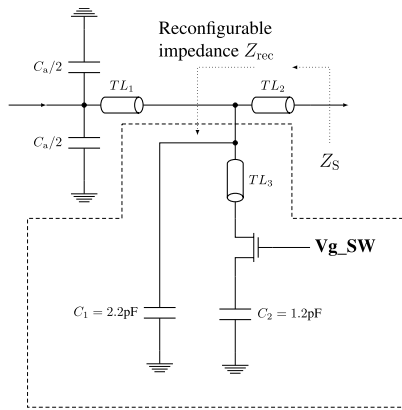 Reconfigurable
impedance Z_rec
C_a/2
TL_1
TL_2
C_a/2
Z_S
TL_3
Vg_SW
C_1 = 2.2pF
C_2 = 1.2pF